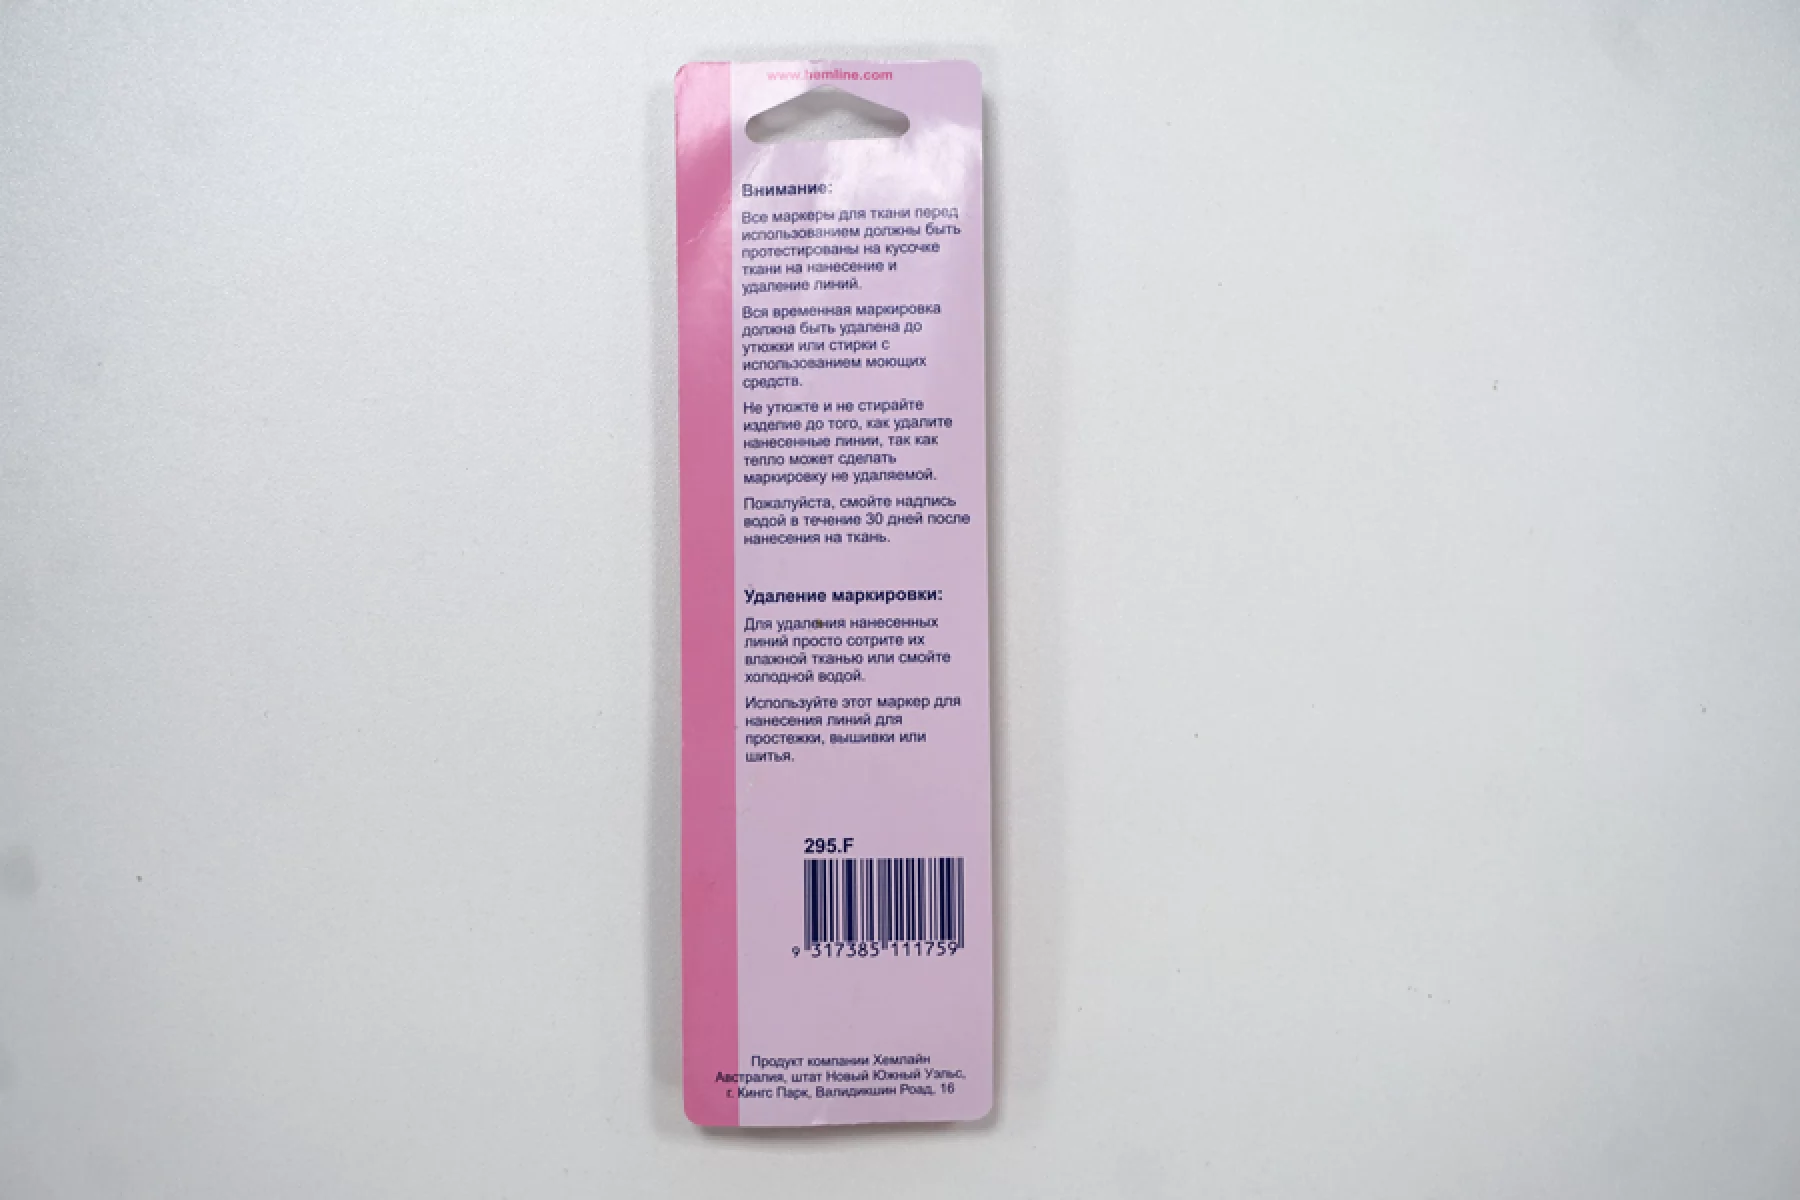 www.hemline.com
Внимание:
Все маркеры для ткани перед
использованием должны быть
протестированы на кусочке
ткани на нанесение и
удаление линий.
Вся временная маркировка
должна быть удалена до
утюжки или стирки с
использованием моющих
средств.
Не утюжте и не стирайте
изделие до того, как удалите
нанесенные линии, так как
тепло может сделать
маркировку не удаляемой.
Пожалуйста, смойте надпись
водой в течение 30 дней после
нанесения на ткань.
Удаление маркировки:
Для удаления нанесенных
линий просто сотрите их
влажной тканью или смойте
холодной водой.
Используйте этот маркер для
нанесения линий для
простежки, вышивки или
шитья.
295.F
9 317385 111759
Продукт компании Хемлайн
Австралия, штат Новый Южный Уэльс,
г. Кингс Парк, Валидикшин Роад, 16